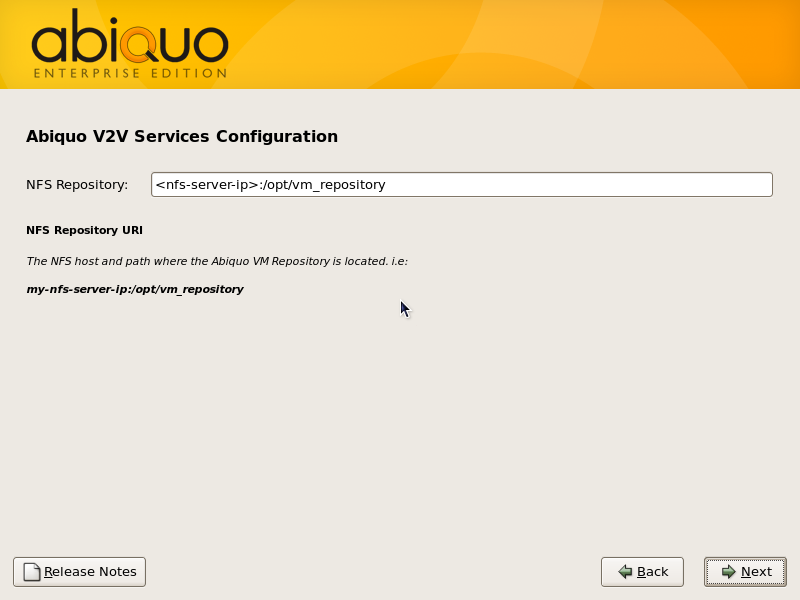 abiquo
ENTERPRISE EDITION
Abiquo V2V Services Configuration
NFS Repository: <nfs-server-ip>:/opt/vm_repository
NFS Repository URI
The NFS host and path where the Abiquo VM Repository is located. i.e:
my-nfs-server-ip:/opt/vm_repository
Release Notes Back Next